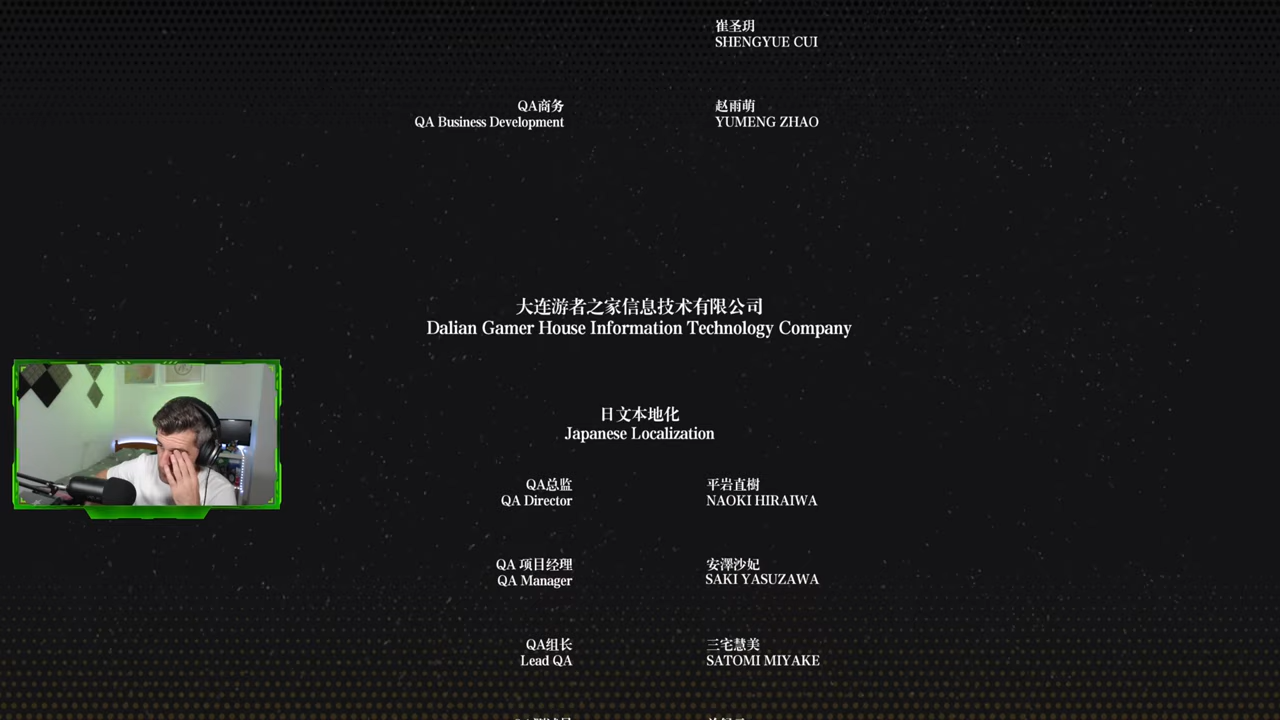 崔圣玥
SHENGYUE CUI
QA商务
QA Business Development
赵雨萌
YUMENG ZHAO
大连游者之家信息技术有限公司
Dalian Gamer House Information Technology Company
日文本地化
Japanese Localization
QA总监
QA Director
平岩直樹
NAOKI HIRAIWA
QA 项目经理
QA Manager
安澤沙妃
SAKI YASUZAWA
QA组长
Lead QA
三宅慧美
SATOMI MIYAKE